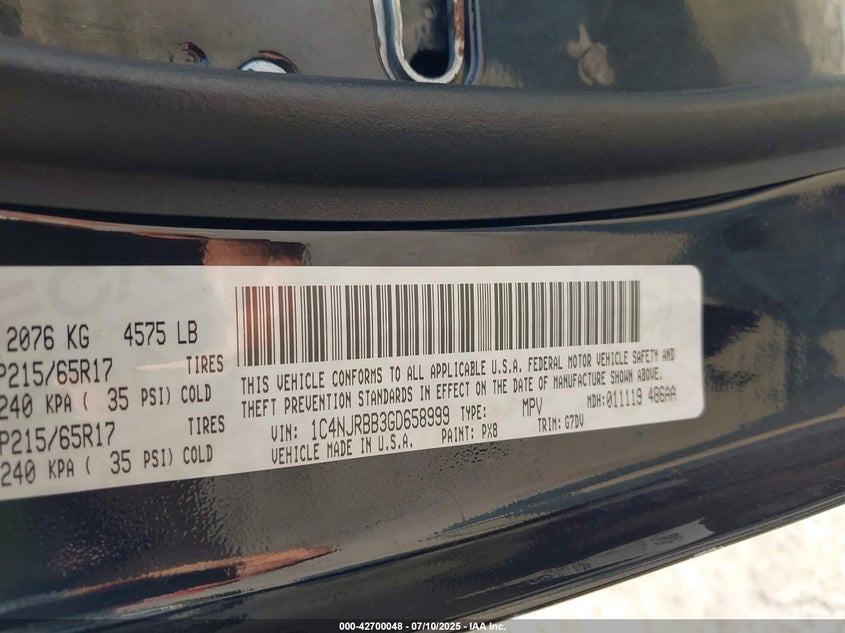 2076 KG 4575 LB
P215/65R17 TIRES
240 KPA ( 35 PSI) COLD
P215/65R17 TIRES
240 KPA ( 35 PSI) COLD
THIS VEHICLE CONFORMS TO ALL APPLICABLE U.S.A. FEDERAL MOTOR VEHICLE SAFETY AND
THEFT PREVENTION STANDARDS IN EFFECT ON THE DATE OF MANUFACTURE SHOWN.
VIN: 1C4NJRBB3GD658999 TYPE: MPV MDH:011119 486AA
VEHICLE MADE IN U.S.A. PAINT: PX8 TRIM: G7DV
000-42700048 - 07/10/2025 - IAA Inc.